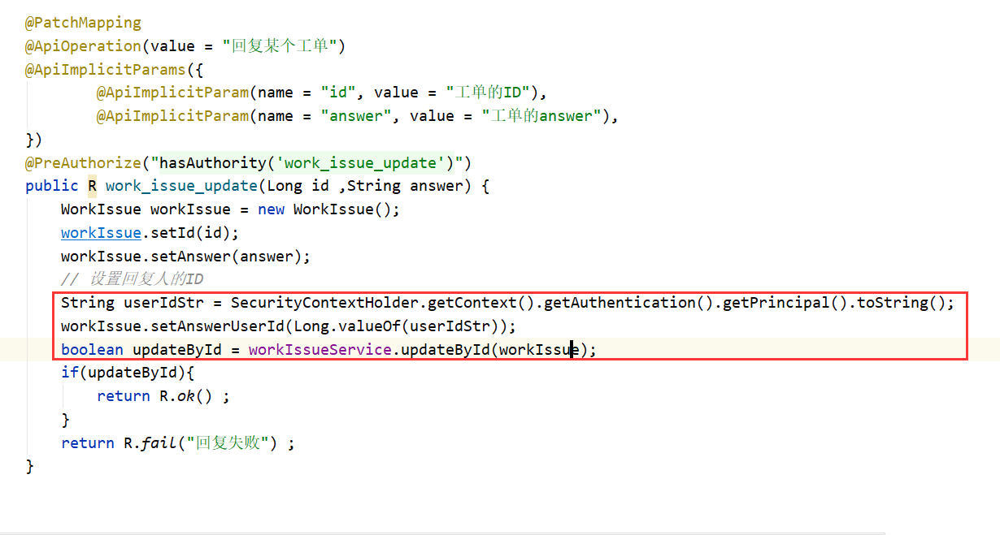 @PatchMapping
@ApiOperation(value = "回复某个工单")
@ApiImplicitParams({
        @ApiImplicitParam(name = "id", value = "工单的ID"),
        @ApiImplicitParam(name = "answer", value = "工单的answer"),
})
@PreAuthorize("hasAuthority('work_issue_update')")
public R work_issue_update(Long id ,String answer) {
    WorkIssue workIssue = new WorkIssue();
    workIssue.setId(id);
    workIssue.setAnswer(answer);
    // 设置回复人的ID
    String userIdStr = SecurityContextHolder.getContext().getAuthentication().getPrincipal().toString();
    workIssue.setAnswerUserId(Long.valueOf(userIdStr));
    boolean updateById = workIssueService.updateById(workIssue);
    if(updateById){
        return R.ok() ;
    }
    return R.fail("回复失败") ;
}